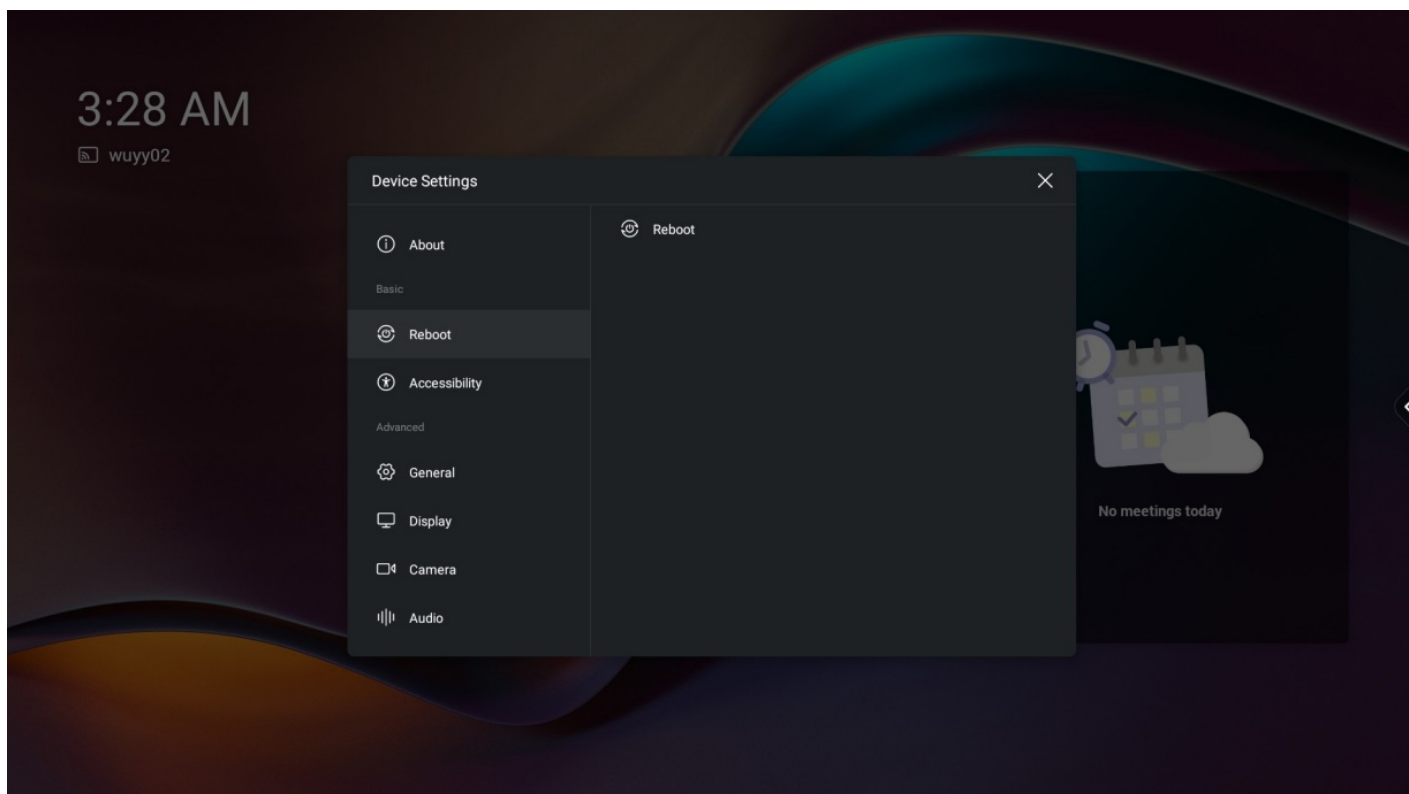 3:28 AM
wuyy02
Device Settings
About
Basic
Reboot
Accessibility
Advanced
General
Display
Camera
Audio
Reboot
No meetings today